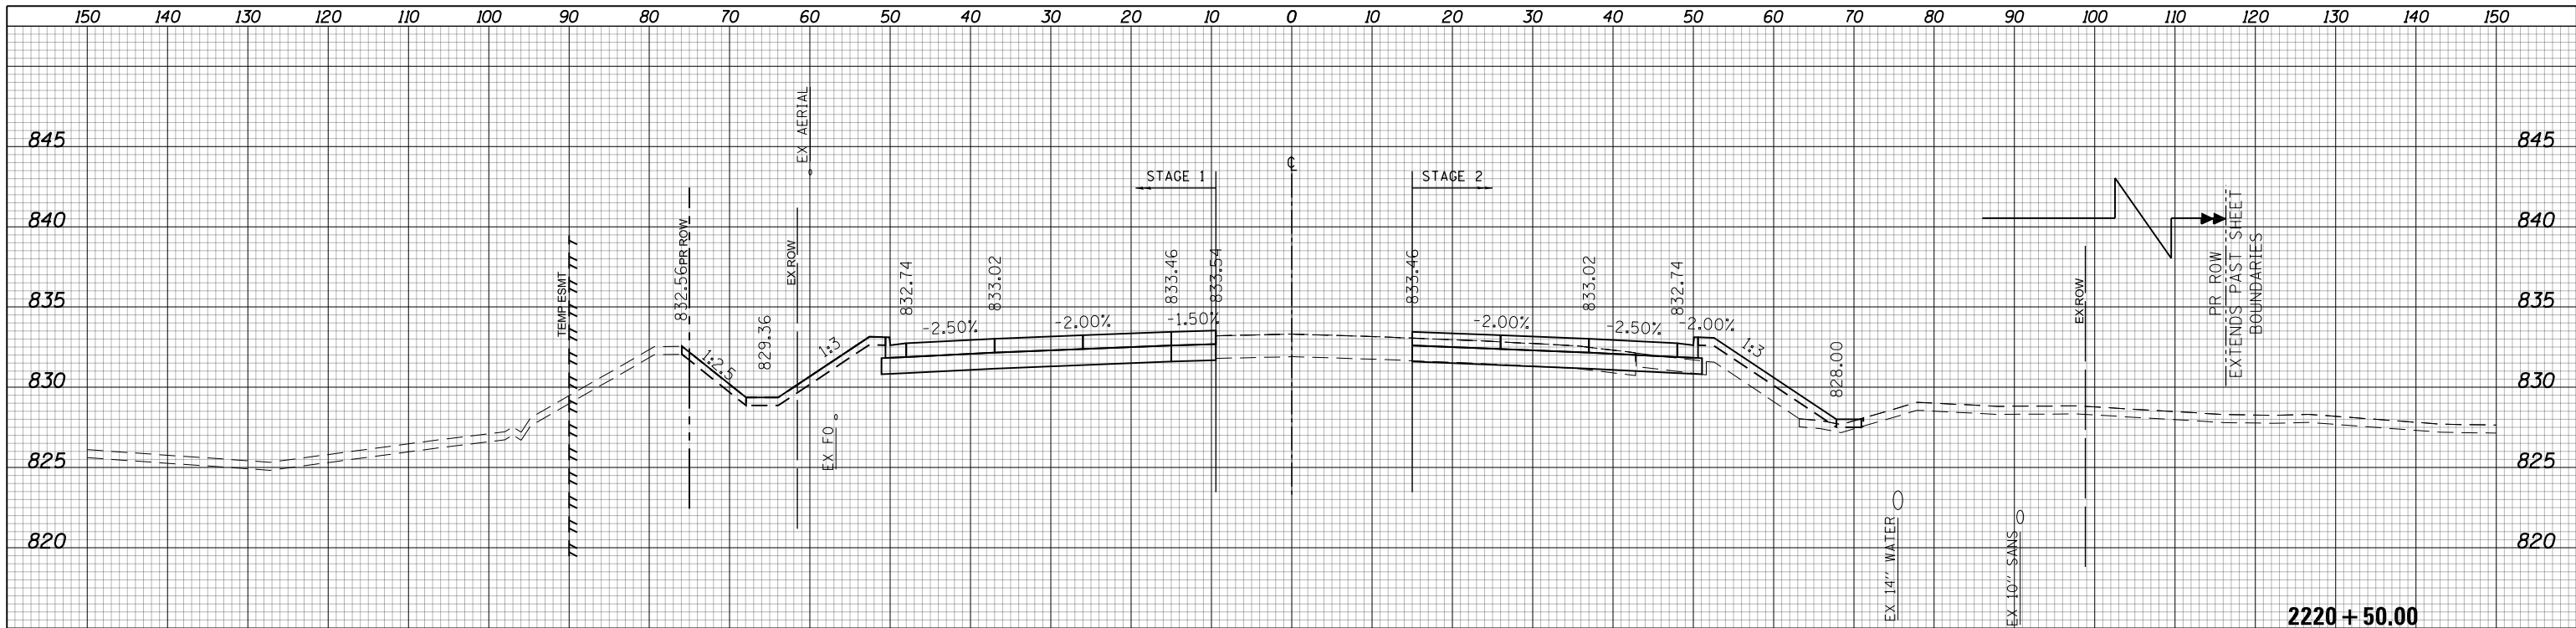 150 140 130 120 110 100 90 80 70 60 50 40 30 20 10 0 10 20 30 40 50 60 70 80 90 100 110 120 130 140 150
EX AERIAL
845 845
℄
STAGE 1 STAGE 2
840 840
TEMP ESMT
832.56
PR ROW
EX ROW
829.36
832.74
833.02
833.46
833.54
833.46
833.02
832.74
828.00
EX ROW
PR ROW
EXTENDS PAST SHEET
BOUNDARIES
835 835
-2.50% -2.00% -1.50% -2.00% -2.50% -2.00%
1:2.5 1:3 1:3
830 830
EX FO
825 825
820 820
EX 14'' WATER
EX 10'' SANS
2220 + 50.00